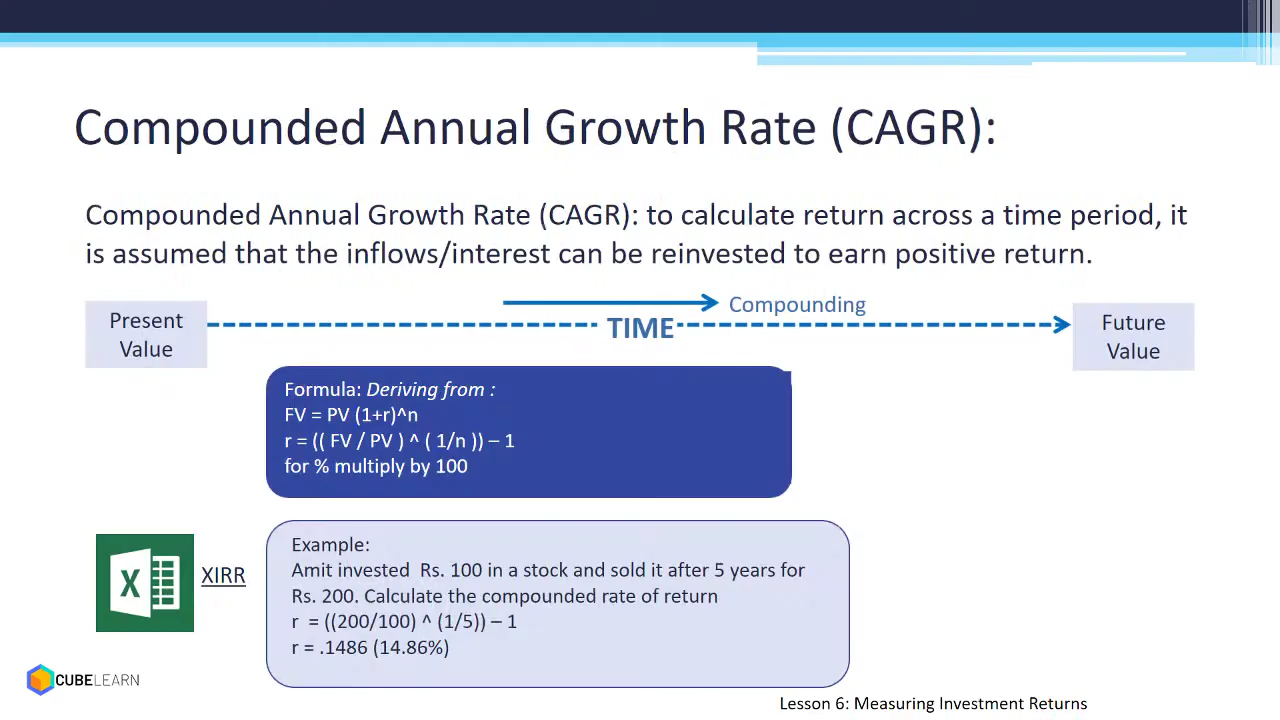 Compounded Annual Growth Rate (CAGR):
Compounded Annual Growth Rate (CAGR): to calculate return across a time period, it
is assumed that the inflows/interest can be reinvested to earn positive return.
Compounding
Present
Value
TIME
Future
Value
Formula: Deriving from :
FV = PV (1+r)^n
r = (( FV / PV ) ^ ( 1/n )) – 1
for % multiply by 100
X
XIRR
Example:
Amit invested Rs. 100 in a stock and sold it after 5 years for
Rs. 200. Calculate the compounded rate of return
r = ((200/100) ^ (1/5)) – 1
r = .1486 (14.86%)
CUBELEARN
Lesson 6: Measuring Investment Returns